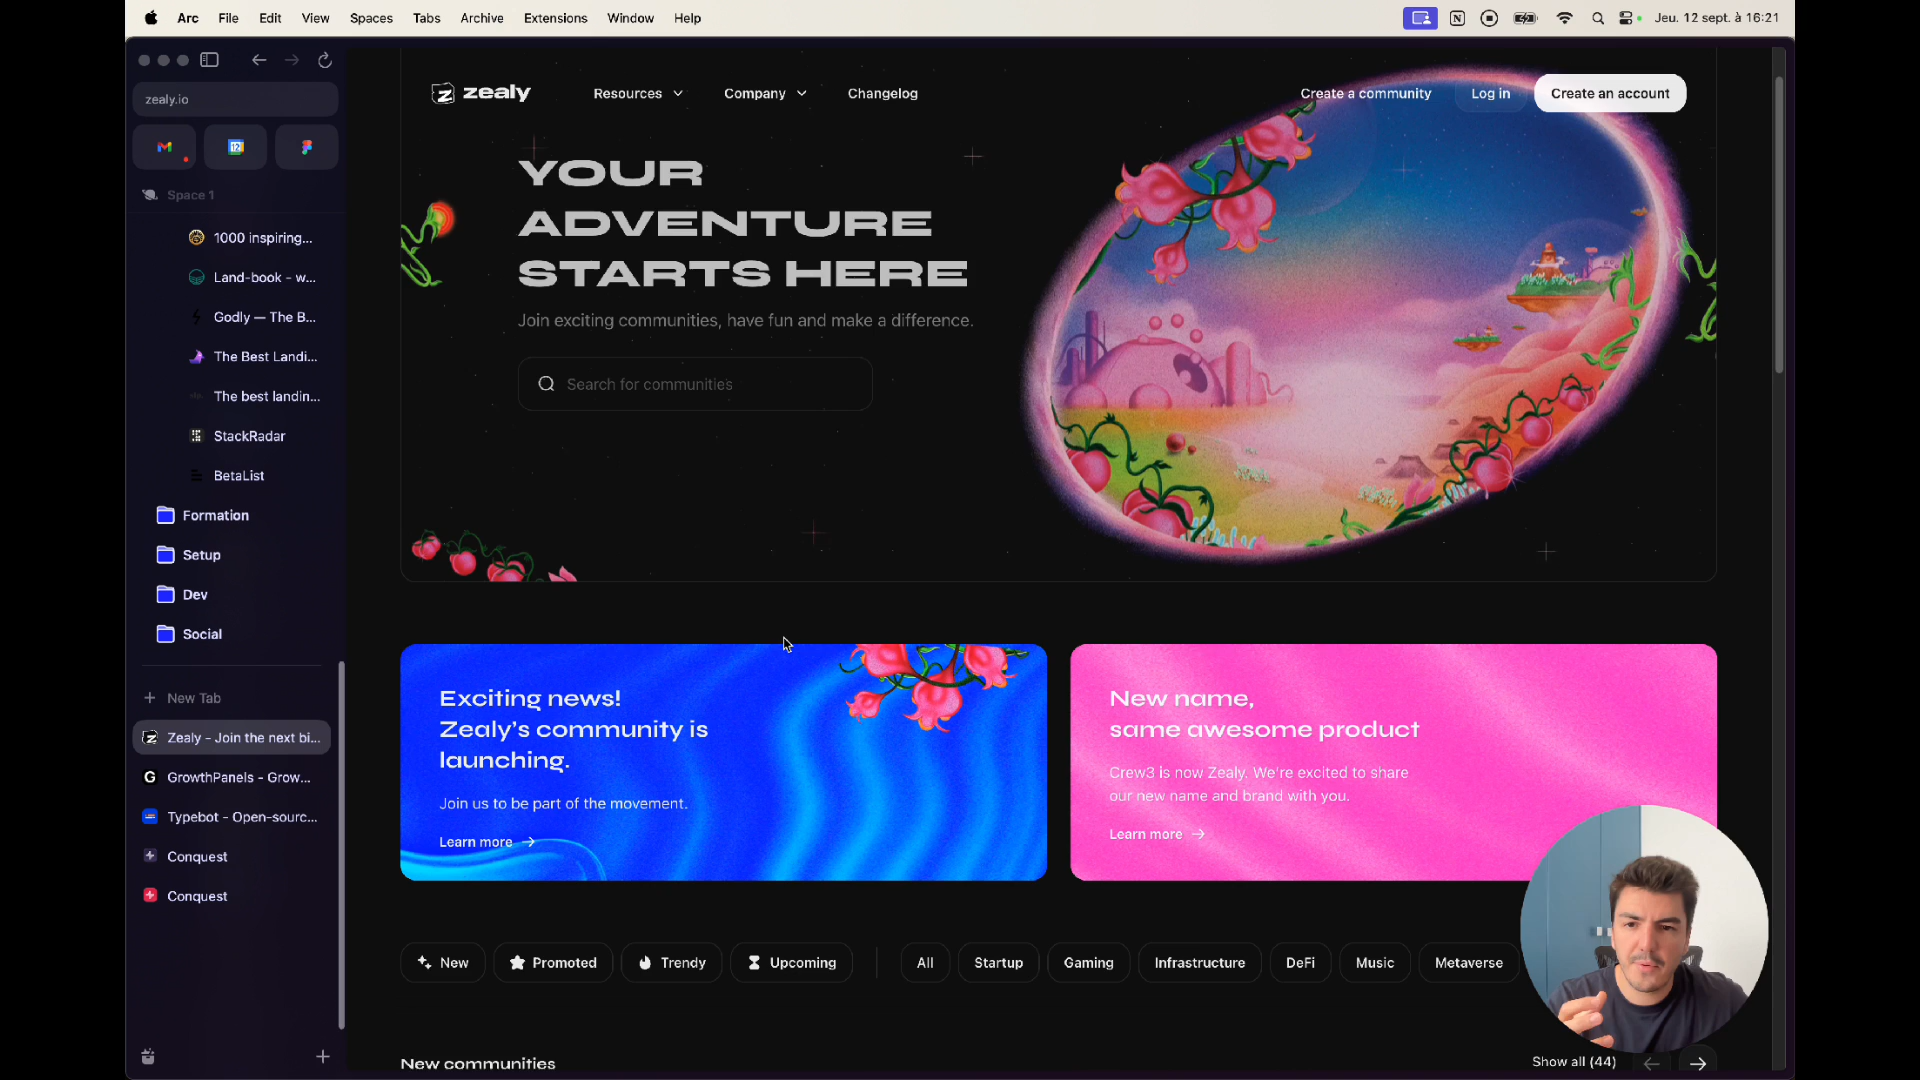 Arc File Edit View Spaces Tabs Archive Extensions Window Help
Jeu. 12 sept. à 16:21
zealy.io
12
Space 1
1000 inspiring...
Land-book - w...
Godly — The B...
The Best Landi...
The best landin...
StackRadar
BetaList
Formation
Setup
Dev
Social
New Tab
Zealy - Join the next bi...
GrowthPanels - Grow...
Typebot - Open-sourc...
Conquest
Conquest
zealy
Resources
Company
Changelog
Create a community
Log in
Create an account
YOUR
ADVENTURE
STARTS HERE
Join exciting communities, have fun and make a difference.
Search for communities
Exciting news!
Zealy's community is
launching.
Join us to be part of the movement.
Learn more →
New name,
same awesome product
Crew3 is now Zealy. We're excited to share
our new name and brand with you.
Learn more →
New Promoted Trendy Upcoming All Startup Gaming Infrastructure DeFi Music Metaverse
New communities
Show all (44)